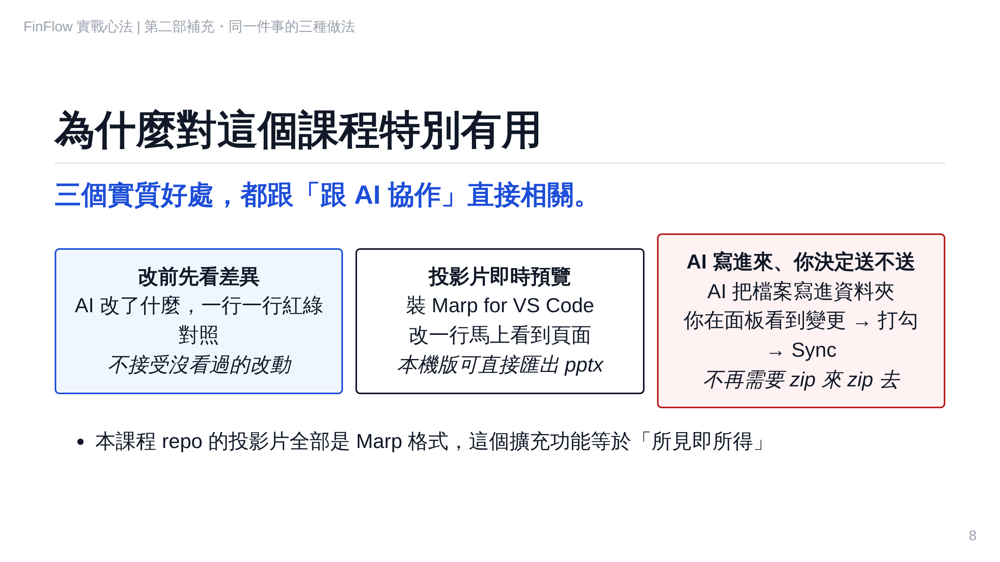 FinFlow 實戰心法 | 第二部補充・同一件事的三種做法
為什麼對這個課程特別有用
三個實質好處，都跟「跟 AI 協作」直接相關。
改前先看差異
AI 改了什麼，一行一行紅綠
對照
不接受沒看過的改動
投影片即時預覽
裝 Marp for VS Code
改一行馬上看到頁面
本機版可直接匯出 pptx
AI 寫進來、你決定送不送
AI 把檔案寫進資料夾
你在面板看到變更 → 打勾
→ Sync
不再需要 zip 來 zip 去
• 本課程 repo 的投影片全部是 Marp 格式，這個擴充功能等於「所見即所得」
8